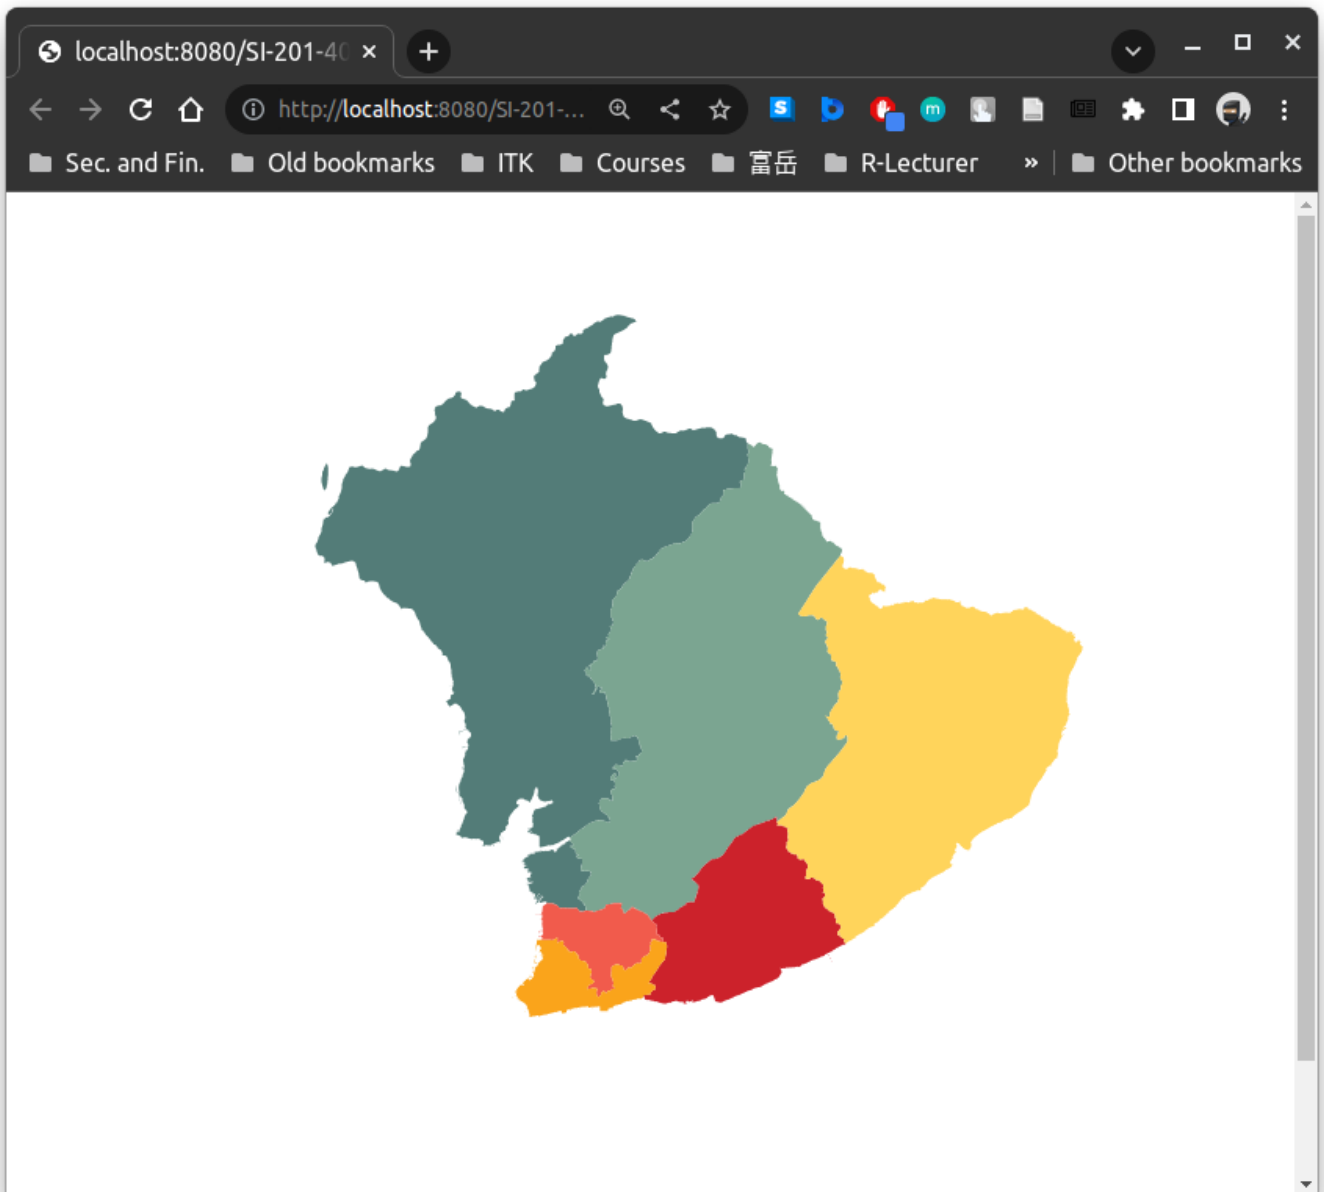 localhost:8080/SI-201-40
http://localhost:8080/SI-201-...
Sec. and Fin. Old bookmarks ITK Courses 富岳 R-Lecturer » Other bookmarks